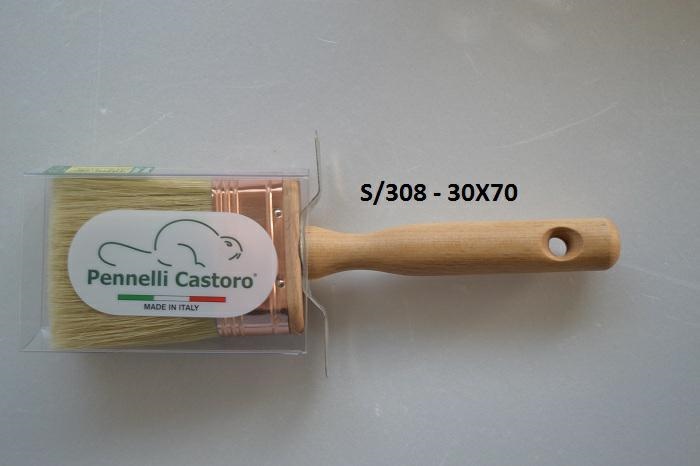 S/308 - 30X70
Pennelli Castoro®
MADE IN ITALY